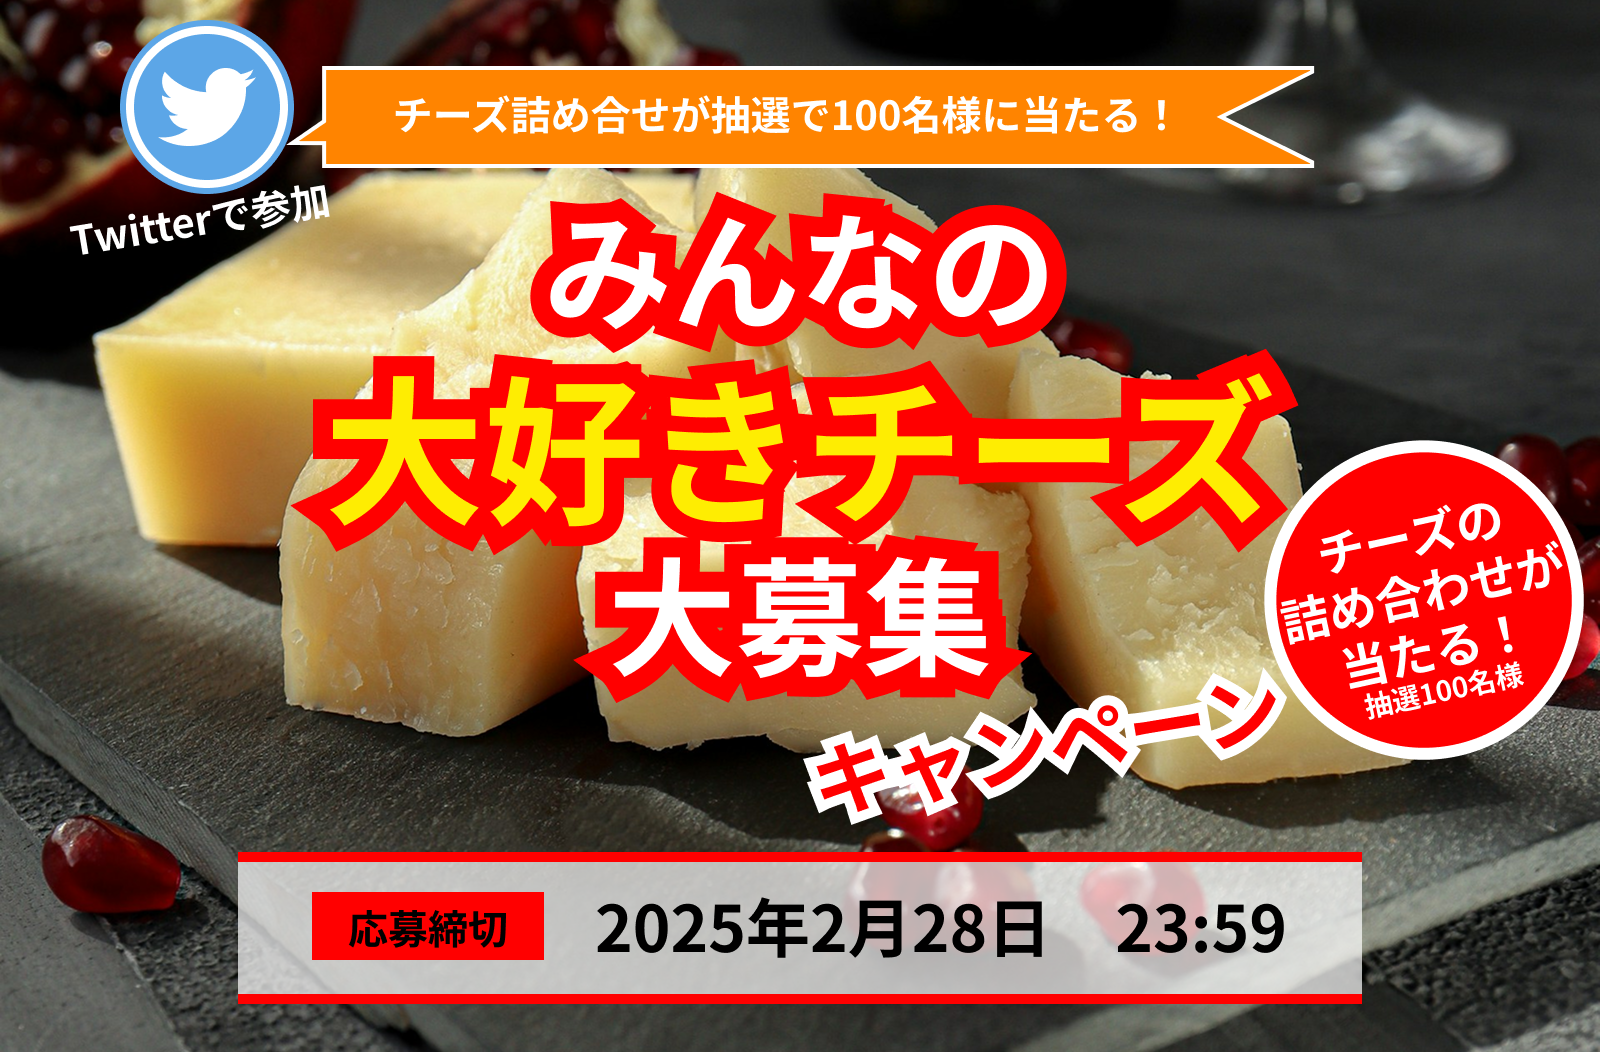 チーズ詰め合せが抽選で100名様に当たる！
Twitterで参加
みんなの
大好きチーズ
大募集
キャンペーン
チーズの
詰め合わせが
当たる！
抽選100名様
応募締切
2025年2月28日 23:59